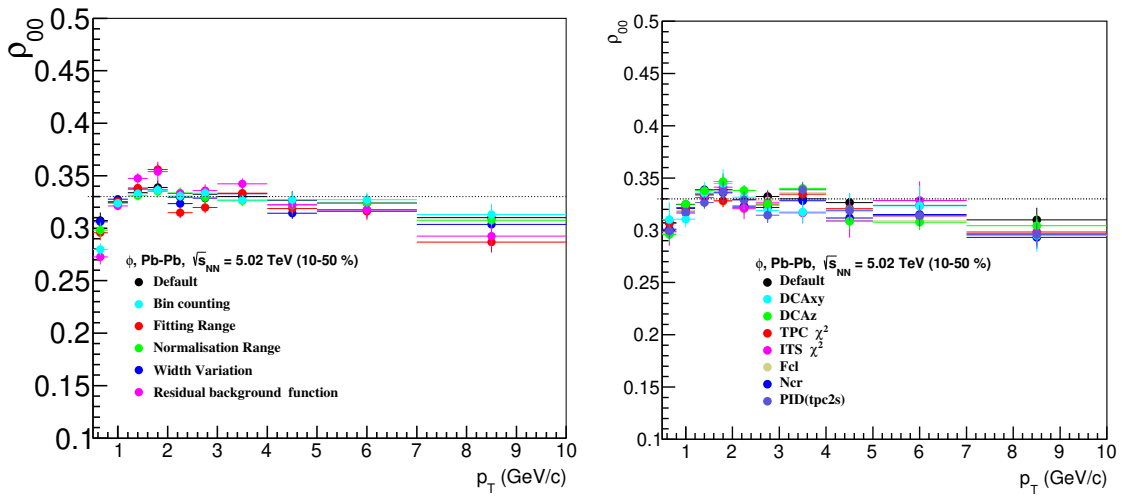 ρ00
0.5
0.45
0.4
0.35
0.3
0.25
0.2
0.15
0.1
ϕ, Pb-Pb, √sNN = 5.02 TeV (10-50 %)
Default
Bin counting
Fitting Range
Normalisation Range
Width Variation
Residual background function
1 2 3 4 5 6 7 8 9 10
pT (GeV/c)
ρ00
0.5
0.45
0.4
0.35
0.3
0.25
0.2
0.15
0.1
ϕ, Pb-Pb, √sNN = 5.02 TeV (10-50 %)
Default
DCAxy
DCAz
TPC χ²
ITS χ²
Fcl
Ncr
PID(tpc2s)
1 2 3 4 5 6 7 8 9 10
pT (GeV/c)